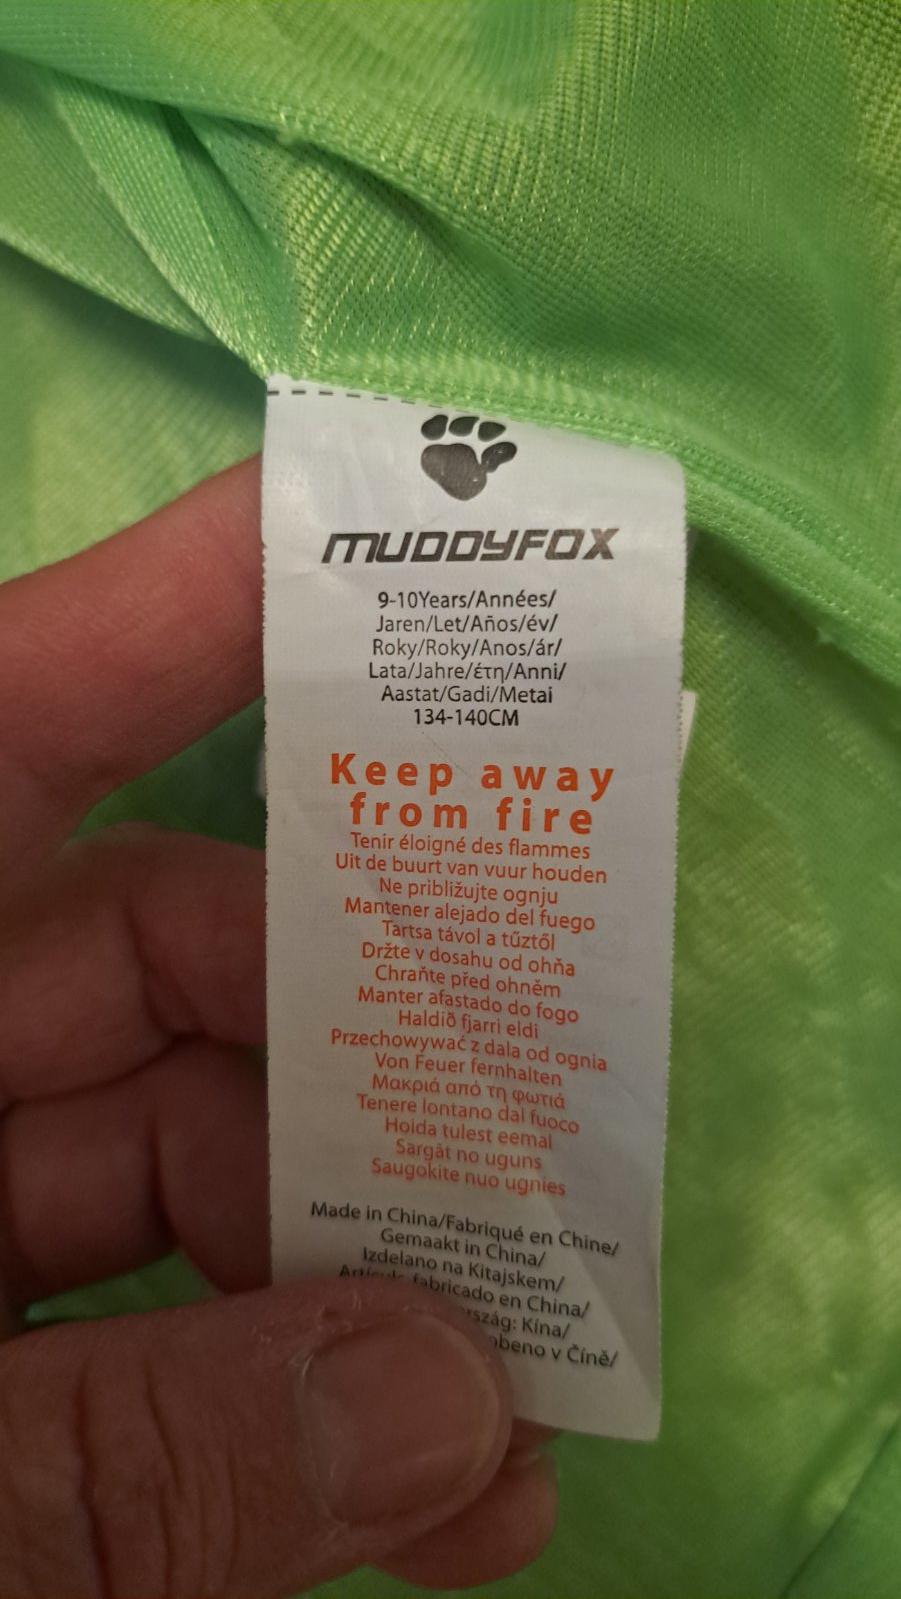 MUDDYFOX
9-10Years/Années/
Jaren/Let/Años/év/
Roky/Roky/Anos/ár/
Lata/Jahre/έτη/Anni/
Aastat/Gadi/Metai
134-140CM
Keep away
from fire
Tenir éloigné des flammes
Uit de buurt van vuur houden
Ne približujte ognju
Mantener alejado del fuego
Tartsa távol a tűztől
Držte v dosahu od ohňa
Chraňte před ohněm
Manter afastado do fogo
Haldið fjarri eldi
Przechowywać z dala od ognia
Von Feuer fernhalten
Μακριά από τη φωτιά
Tenere lontano dal fuoco
Hoida tulest eemal
Sargāt no uguns
Saugokite nuo ugnies
Made in China/Fabriqué en Chine/
Gemaakt in China/
Izdelano na Kitajskem/
fabricado en China/
Kína/
v Číně/